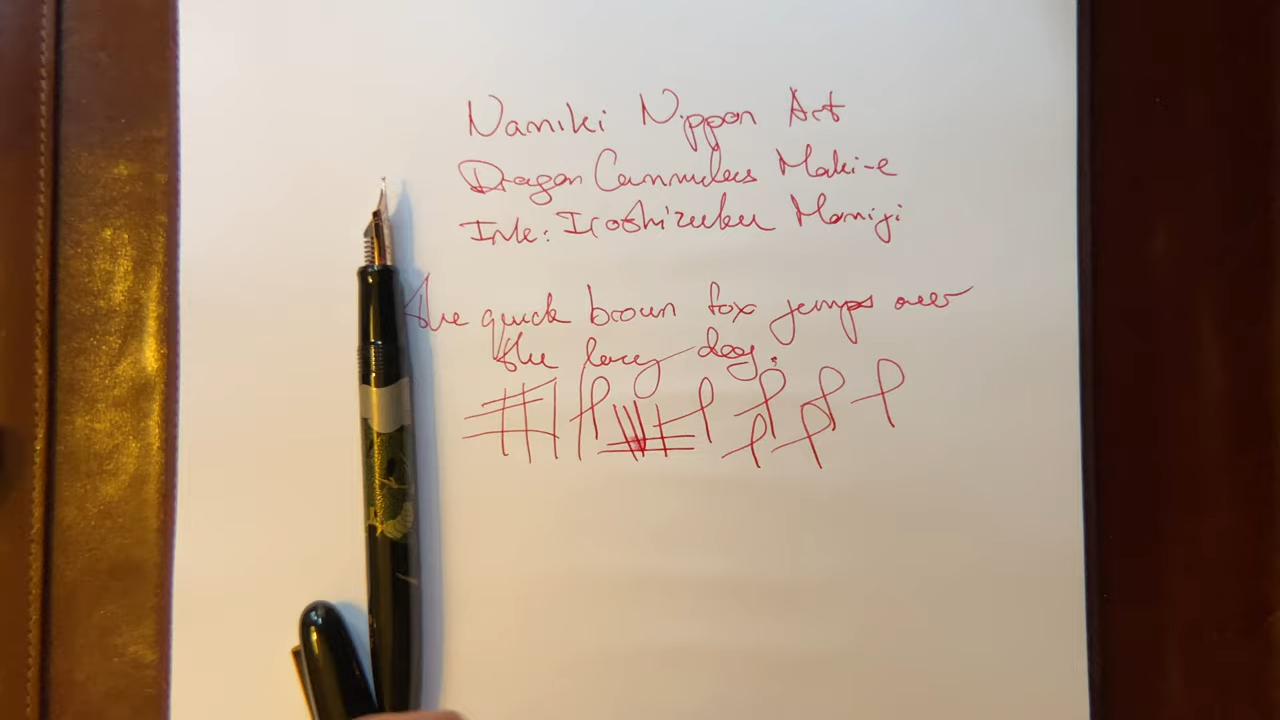 Namiki Nippon Art
Dragon Cumulus Maki-e
Ink: Iroshizuku Momiji
the quick brown fox jumps over
the lazy dog.